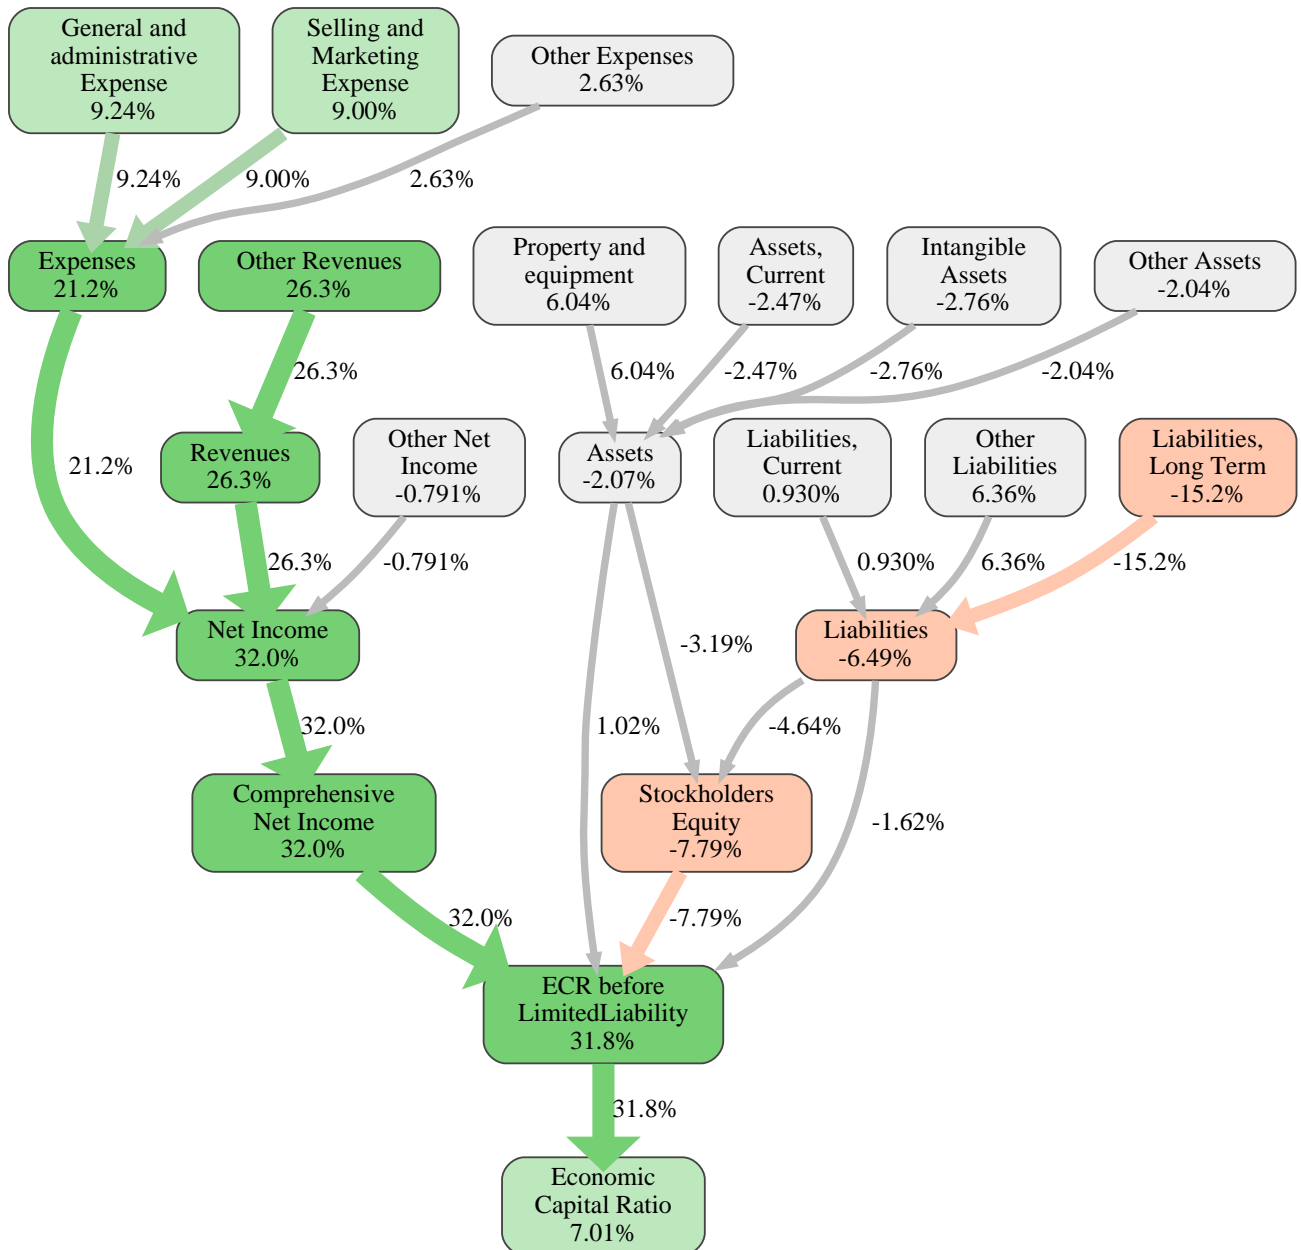 General and
administrative
Expense
9.24%
Selling and
Marketing
Expense
9.00%
Other Expenses
2.63%
9.24%
9.00%
2.63%
Expenses
21.2%
Other Revenues
26.3%
Property and
equipment
6.04%
Assets,
Current
-2.47%
Intangible
Assets
-2.76%
Other Assets
-2.04%
26.3%
6.04%
-2.47%
-2.76%
-2.04%
21.2%
Revenues
26.3%
Other Net
Income
-0.791%
Assets
-2.07%
Liabilities,
Current
0.930%
Other
Liabilities
6.36%
Liabilities,
Long Term
-15.2%
26.3%
-0.791%
0.930%
6.36%
-15.2%
Net Income
32.0%
-3.19%
Liabilities
-6.49%
32.0%
1.02%
-4.64%
Comprehensive
Net Income
32.0%
Stockholders
Equity
-7.79%
-1.62%
32.0%
-7.79%
ECR before
LimitedLiability
31.8%
31.8%
Economic
Capital Ratio
7.01%